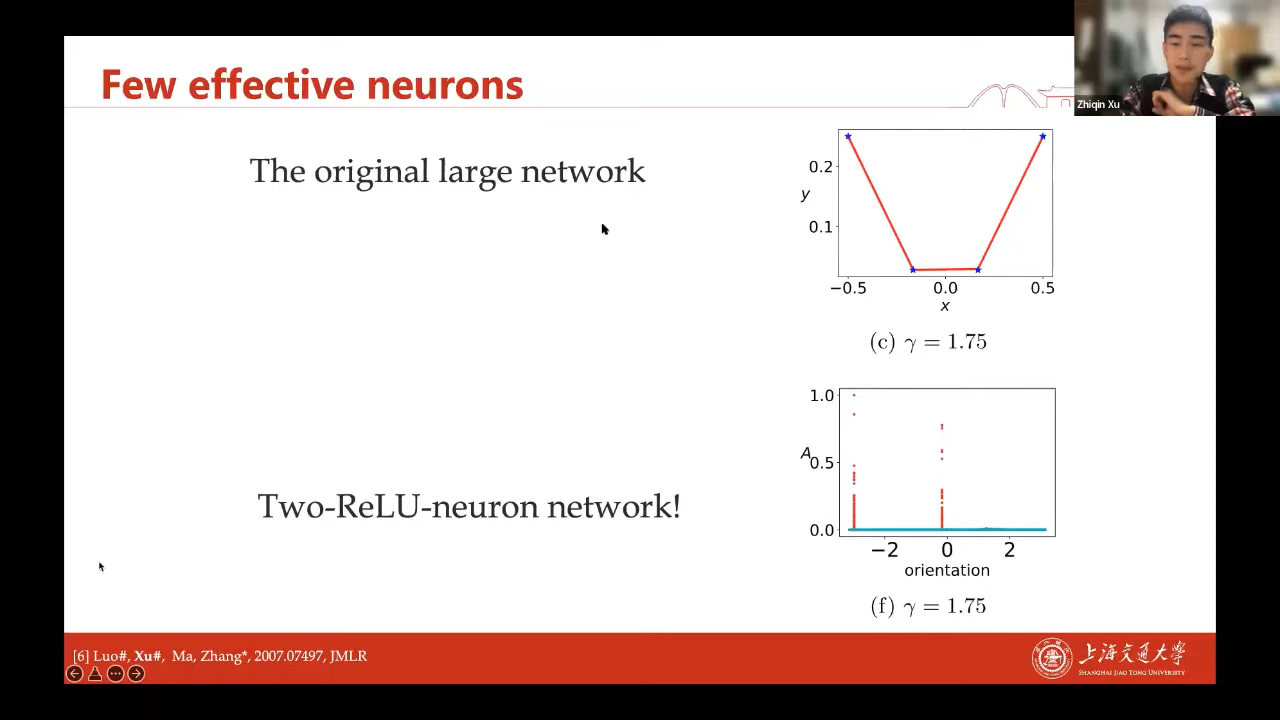 Few effective neurons
Zhiqin Xu
The original large network
0.2
y
0.1
−0.5 0.0 0.5
x
(c) γ = 1.75
1.0
A
0.5
0.0
−2 0 2
orientation
(f) γ = 1.75
Two-ReLU-neuron network!
[6] Luo#, Xu#, Ma, Zhang*, 2007.07497, JMLR
上海交通大学
SHANGHAI JIAO TONG UNIVERSITY